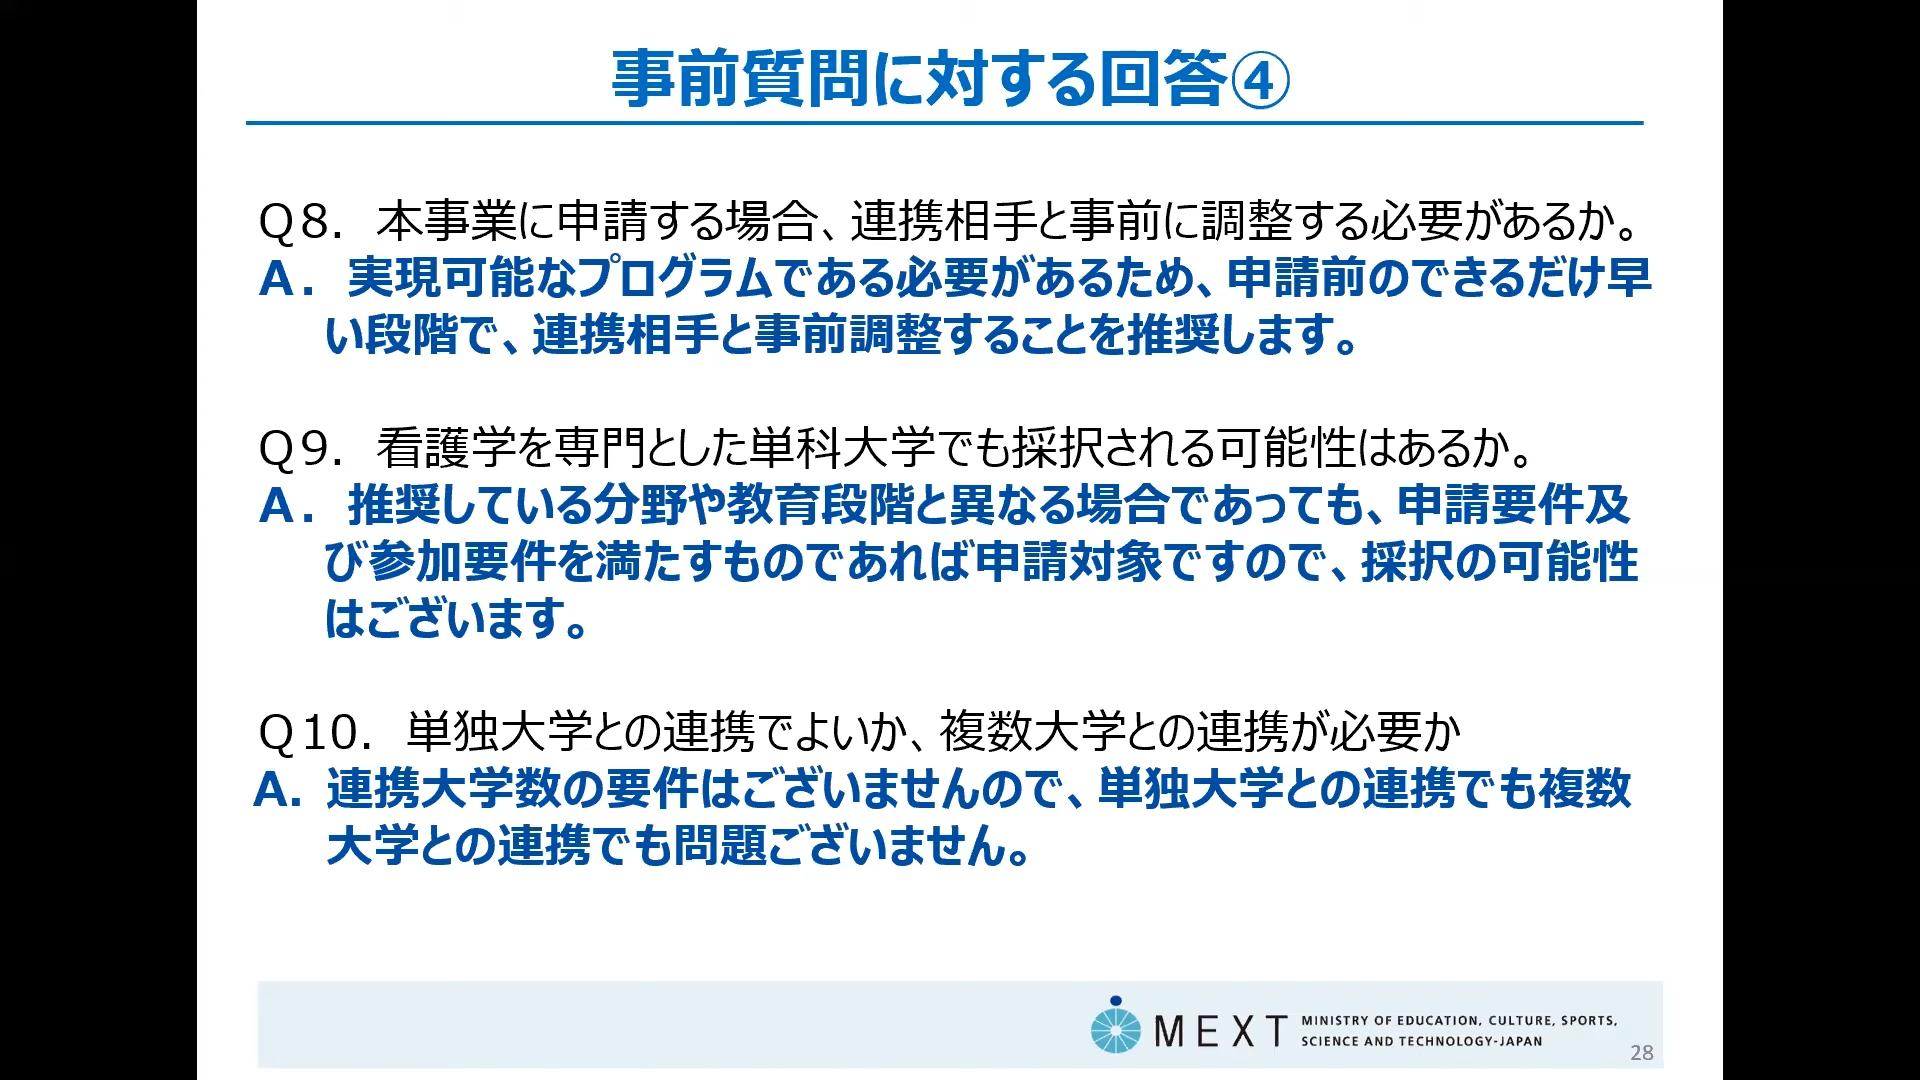 事前質問に対する回答④
Q8. 本事業に申請する場合、連携相手と事前に調整する必要があるか。
A. 実現可能なプログラムである必要があるため、申請前のできるだけ早
い段階で、連携相手と事前調整することを推奨します。
Q9. 看護学を専門とした単科大学でも採択される可能性はあるか。
A. 推奨している分野や教育段階と異なる場合であっても、申請要件及
び参加要件を満たすものであれば申請対象ですので、採択の可能性
はございます。
Q10. 単独大学との連携でよいか、複数大学との連携が必要か
A. 連携大学数の要件はございませんので、単独大学との連携でも複数
大学との連携でも問題ございません。
MEXT
MINISTRY OF EDUCATION, CULTURE, SPORTS,
SCIENCE AND TECHNOLOGY-JAPAN
28